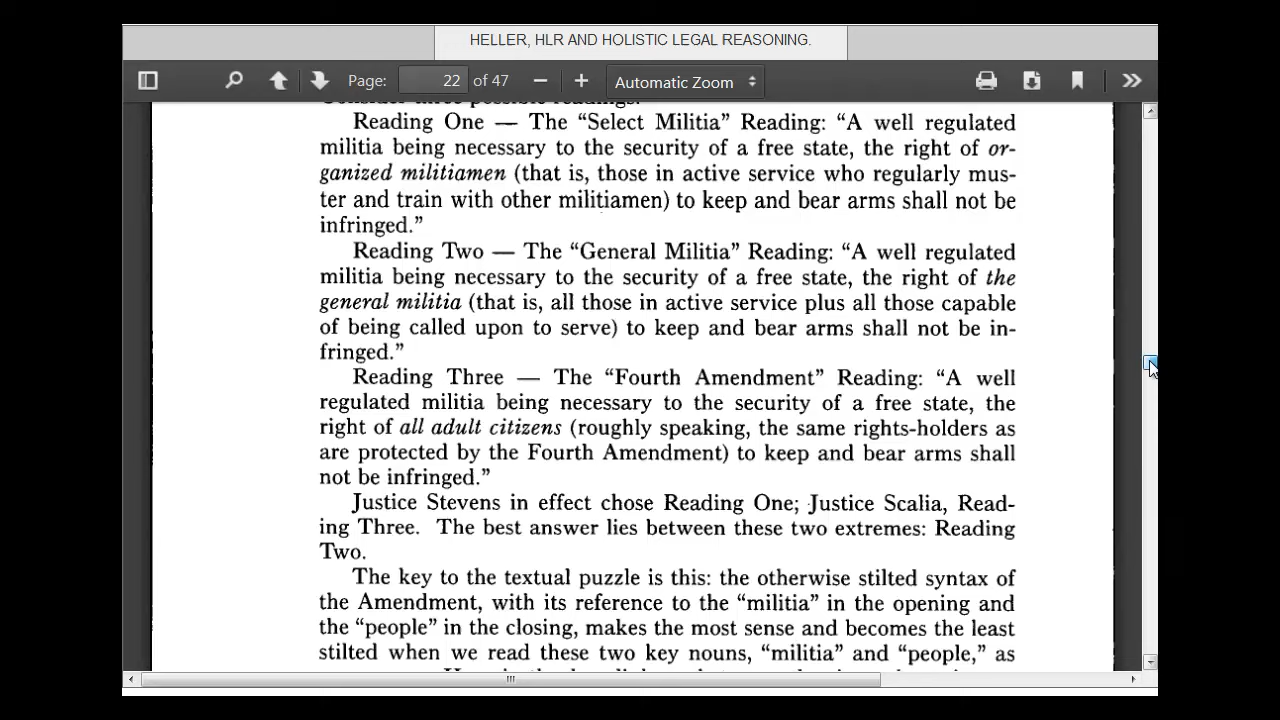 HELLER, HLR AND HOLISTIC LEGAL REASONING.
Page: 22 of 47 Automatic Zoom
Consider three possible readings:
Reading One — The “Select Militia” Reading: “A well regulated
militia being necessary to the security of a free state, the right of or-
ganized militiamen (that is, those in active service who regularly mus-
ter and train with other militiamen) to keep and bear arms shall not be
infringed.”
Reading Two — The “General Militia” Reading: “A well regulated
militia being necessary to the security of a free state, the right of the
general militia (that is, all those in active service plus all those capable
of being called upon to serve) to keep and bear arms shall not be in-
fringed.”
Reading Three — The “Fourth Amendment” Reading: “A well
regulated militia being necessary to the security of a free state, the
right of all adult citizens (roughly speaking, the same rights-holders as
are protected by the Fourth Amendment) to keep and bear arms shall
not be infringed.”
Justice Stevens in effect chose Reading One; Justice Scalia, Read-
ing Three. The best answer lies between these two extremes: Reading
Two.
The key to the textual puzzle is this: the otherwise stilted syntax of
the Amendment, with its reference to the “militia” in the opening and
the “people” in the closing, makes the most sense and becomes the least
stilted when we read these two key nouns, “militia” and “people,” as